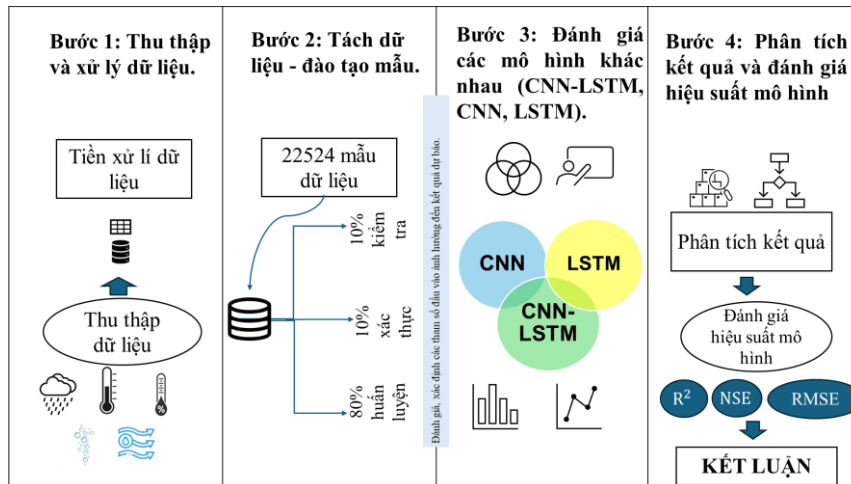 Bước 1: Thu thập
và xử lý dữ liệu.
Tiền xử lí dữ
liệu
Thu thập
dữ liệu
%
Bước 2: Tách dữ
liệu - đào tạo mẫu.
22524 mẫu
dữ liệu
10%
kiểm
tra
10%
xác
thực
80%
huấn
luyện
Đánh giá, xác định các tham số đầu vào ảnh hưởng đến kết quả dự báo.
Bước 3: Đánh giá
các mô hình khác
nhau (CNN-LSTM,
CNN, LSTM).
CNN
LSTM
CNN-
LSTM
Bước 4: Phân tích
kết quả và đánh giá
hiệu suất mô hình
Phân tích kết quả
Đánh giá
hiệu suất mô
hình
R²
NSE
RMSE
KẾT LUẬN